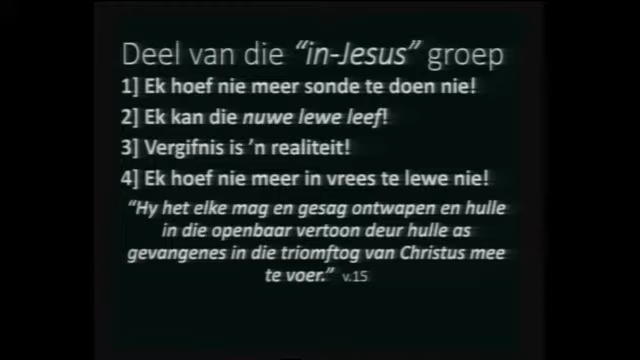 Deel van die “in-Jesus” groep
1] Ek hoef nie meer sonde te doen nie!
2] Ek kan die nuwe lewe leef!
3] Vergifnis is ’n realiteit!
4] Ek hoef nie meer in vrees te lewe nie!
“Hy het elke mag en gesag ontwapen en hulle
in die openbaar vertoon deur hulle as
gevangenes in die triomftog van Christus mee
te voer.” v.15